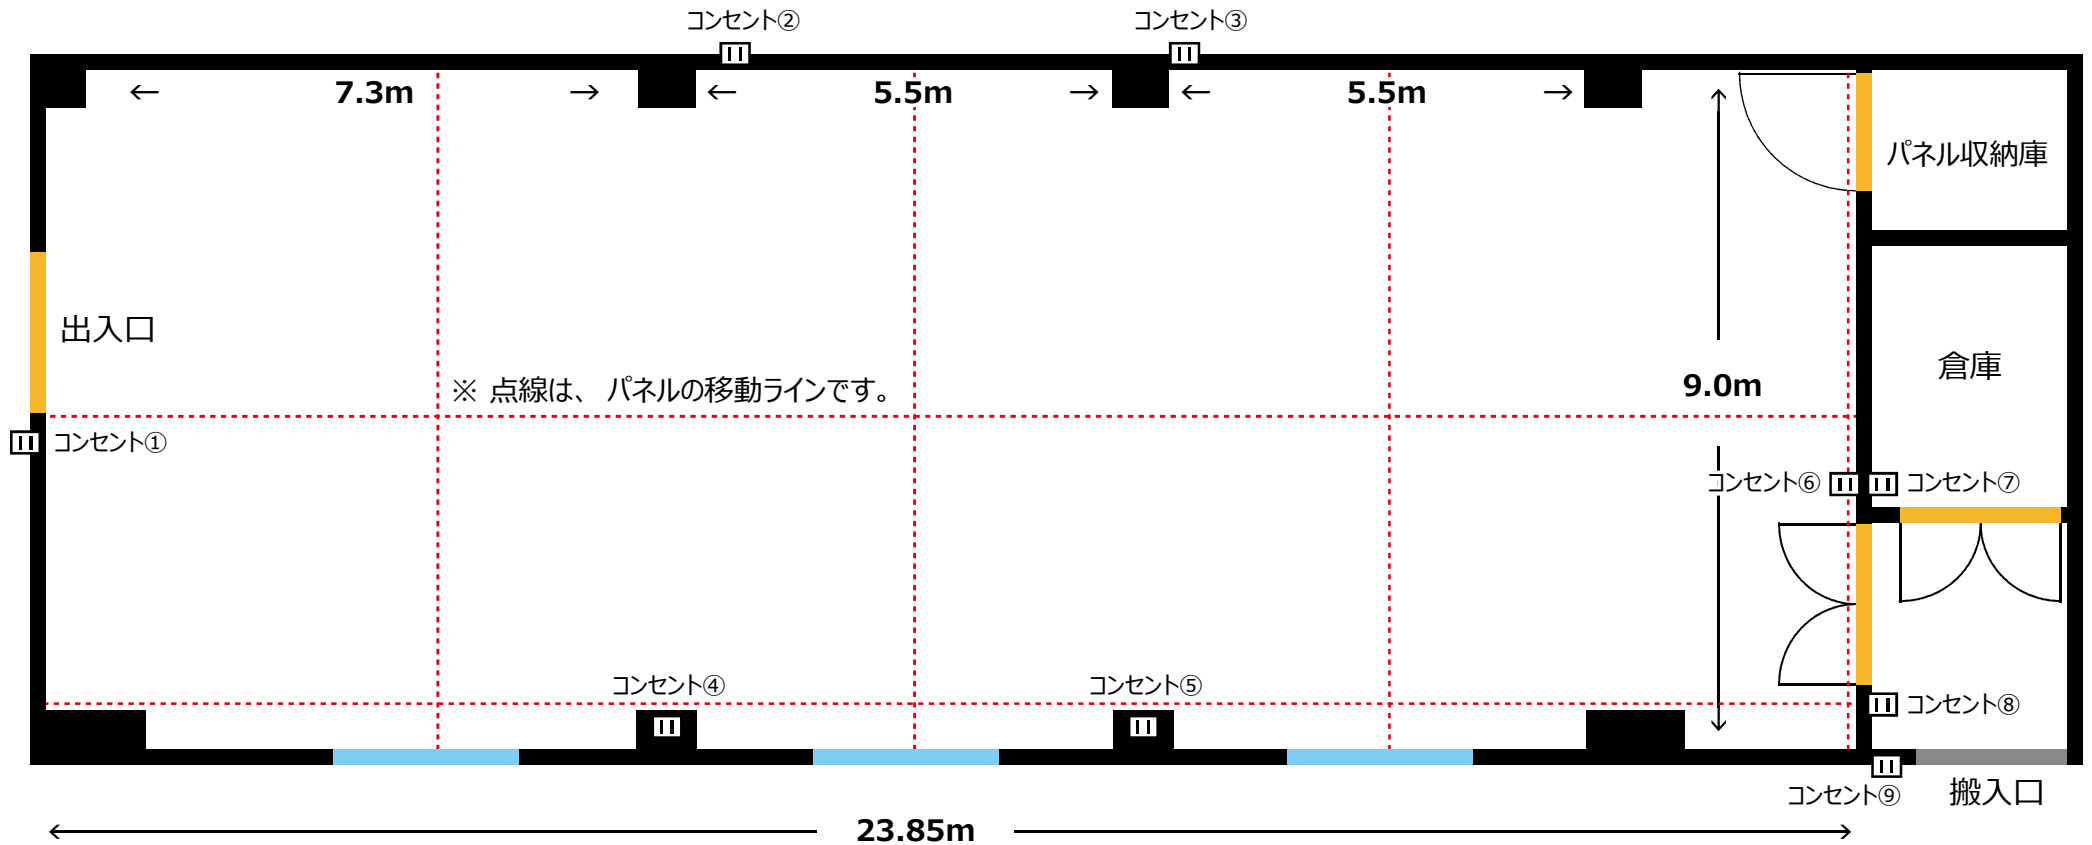 コンセント②
コンセント③
← 7.3m →
← 5.5m →
← 5.5m →
パネル収納庫
出入口
倉庫
※ 点線は、パネルの移動ラインです。
9.0m
コンセント①
コンセント⑥
コンセント⑦
コンセント④
コンセント⑤
コンセント⑧
コンセント⑨
搬入口
23.85m